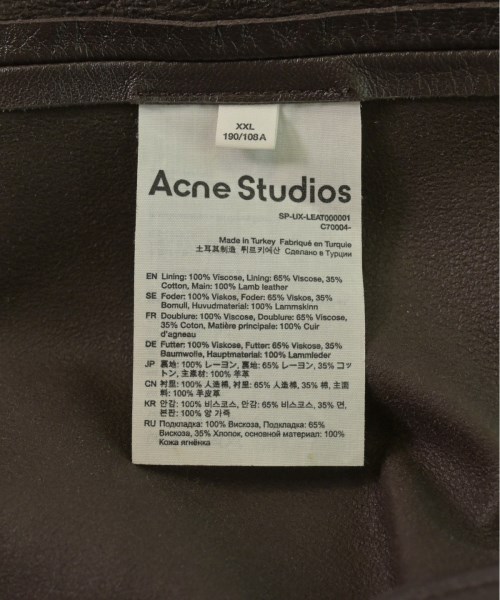 XXL
190/108A
Acne Studios
SP-UX-LEAT000001
C70004-
Made in Turkey Fabriqué en Turquie
土耳其制造 튀르키예산 Сделано в Турции
EN Lining: 100% Viscose, Lining: 65% Viscose, 35%
Cotton, Main: 100% Lamb leather
SE Foder: 100% Viskos, Foder: 65% Viskos, 35%
Bomull, Huvudmaterial: 100% Lammskinn
FR Doublure: 100% Viscose, Doublure: 65% Viscose,
35% Coton, Matière principale: 100% Cuir
d'agneau
DE Futter: 100% Viskose, Futter: 65% Viskose, 35%
Baumwolle, Hauptmaterial: 100% Lammleder
JP 裏地: 100% レーヨン, 裏地: 65% レーヨン, 35% コッ
トン, 主素材: 100% 羊革
CN 衬里: 100% 人造棉, 衬里: 65% 人造棉, 35% 棉, 主面
料: 100% 羊皮革
KR 안감: 100% 비스코스, 안감: 65% 비스코스, 35% 면,
본판: 100% 양 가죽
RU Подкладка: 100% Вискоза, Подкладка: 65%
Вискоза, 35% Хлопок, основной материал: 100%
Кожа ягнёнка